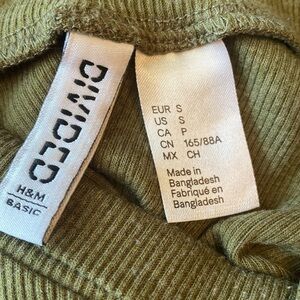 DIVIDED
H&M
BASIC
EUR S
US S
CA P
CN 165/88A
MX CH
Made in
Bangladesh
Fabriqué en
Bangladesh